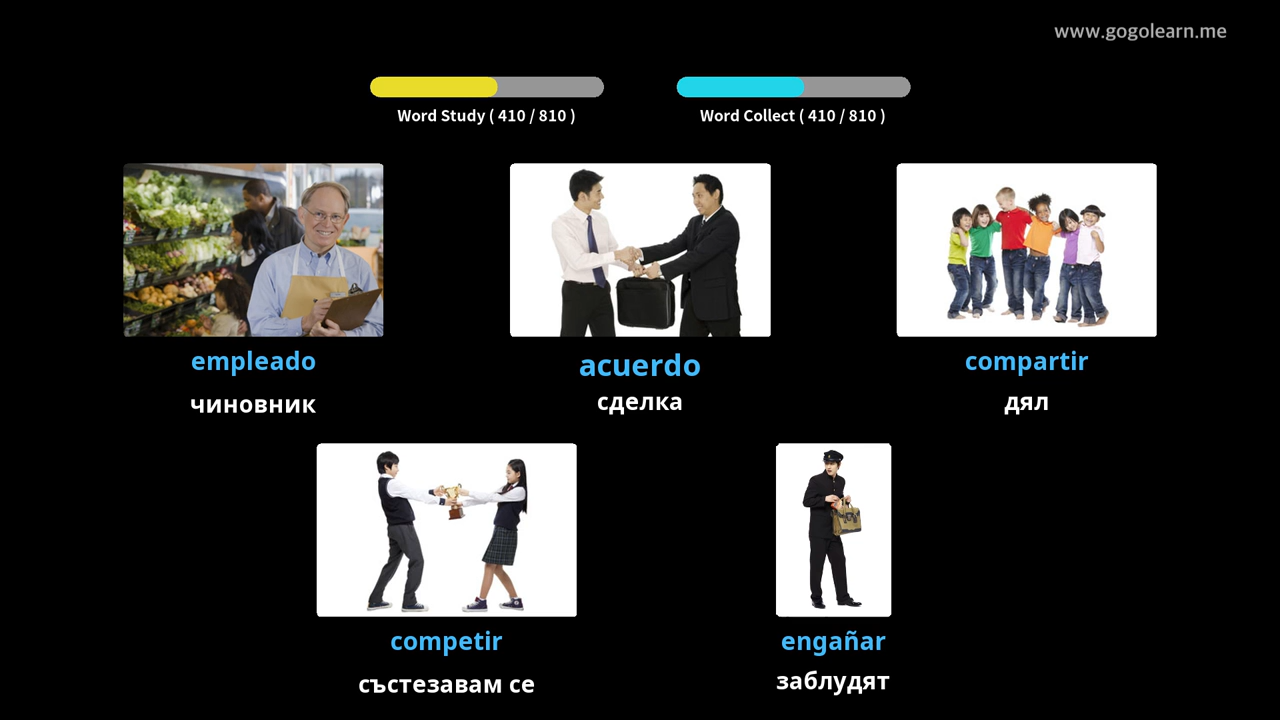 www.gogolearn.me
Word Study ( 410 / 810 )
Word Collect ( 410 / 810 )
empleado
чиновник
acuerdo
сделка
compartir
дял
competir
състезавам се
engañar
заблудят